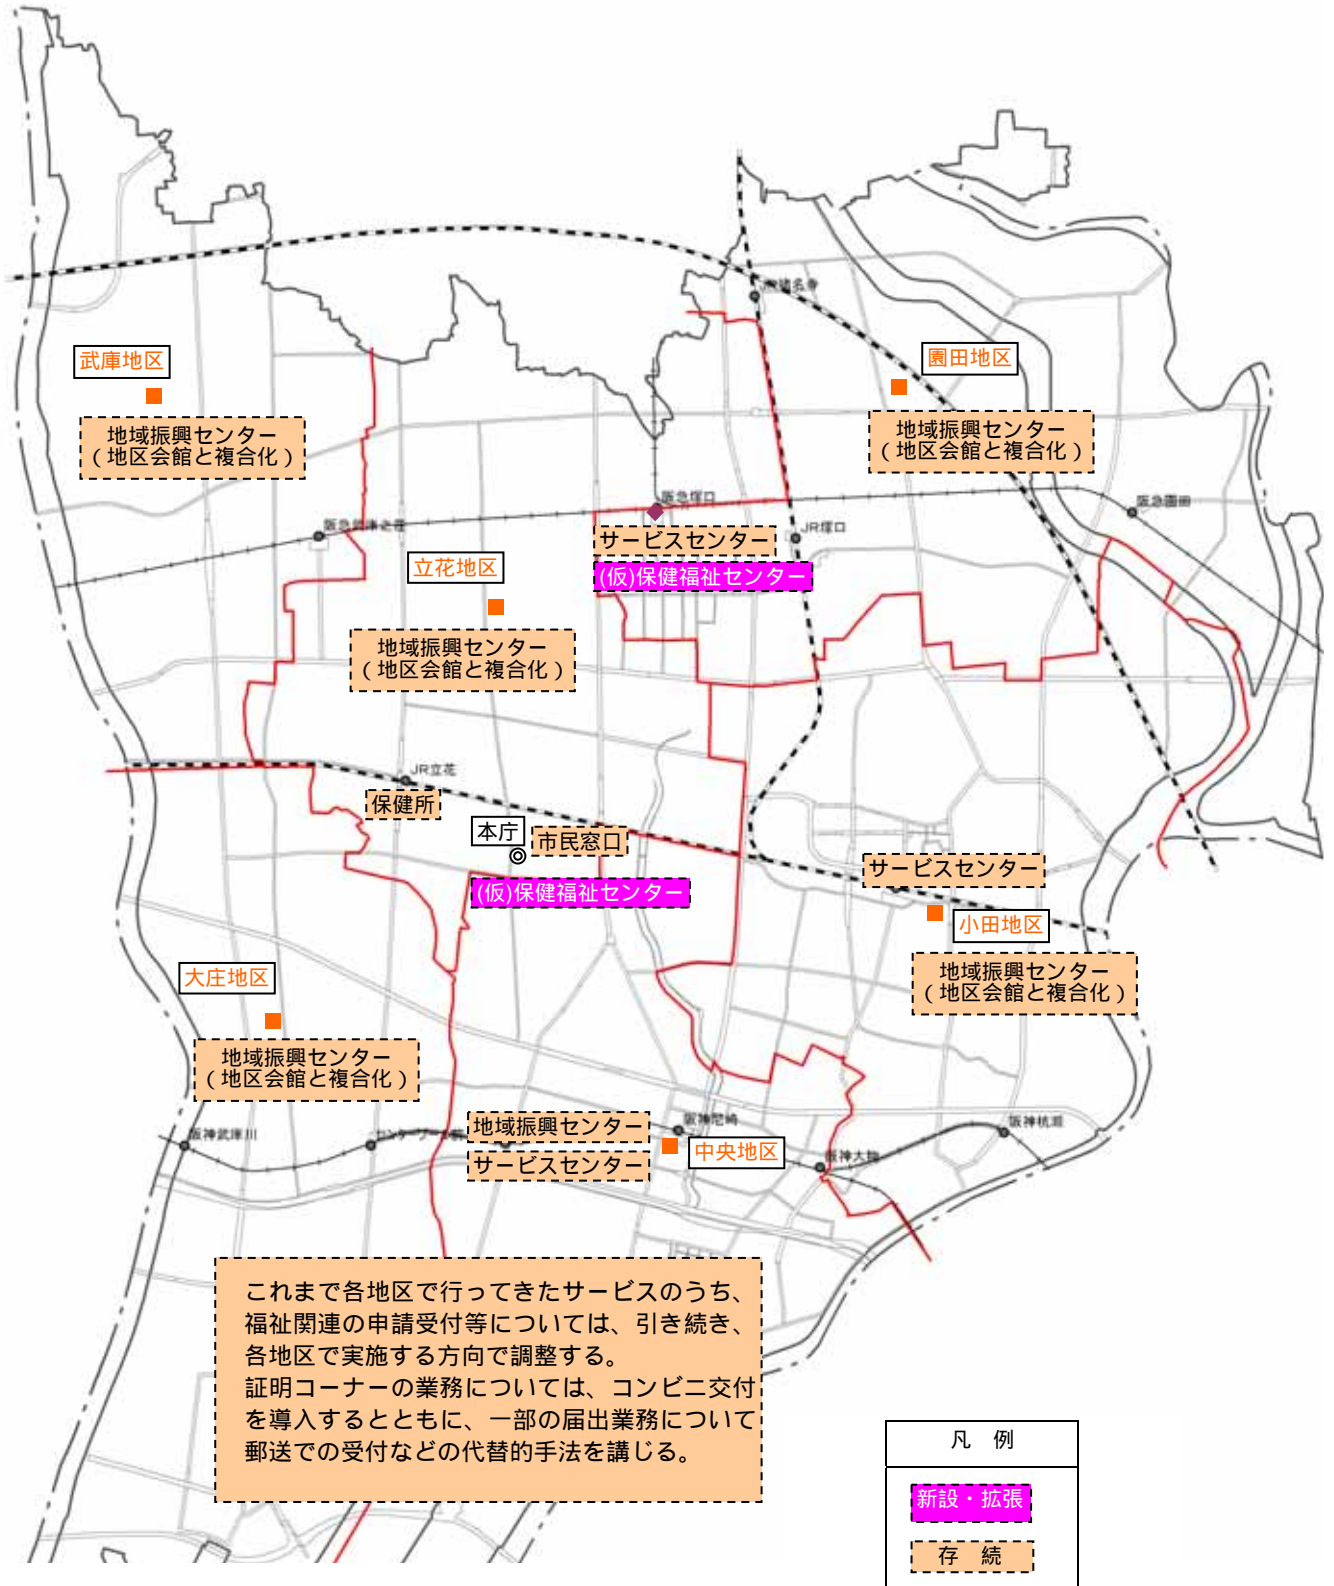 JR猪名寺
武庫地区
地域振興センター
（地区会館と複合化）
園田地区
地域振興センター
（地区会館と複合化）
阪急塚口
阪急園田
阪急武庫之荘
サービスセンター
JR塚口
(仮)保健福祉センター
立花地区
地域振興センター
（地区会館と複合化）
JR立花
保健所
本庁
市民窓口
(仮)保健福祉センター
サービスセンター
小田地区
地域振興センター
（地区会館と複合化）
大庄地区
地域振興センター
（地区会館と複合化）
阪神武庫川
地域振興センター
サービスセンター
阪神尼崎
中央地区
阪神大物
阪神杭瀬
これまで各地区で行ってきたサービスのうち、
福祉関連の申請受付等については、引き続き、
各地区で実施する方向で調整する。
証明コーナーの業務については、コンビニ交付
を導入するとともに、一部の届出業務について
郵送での受付などの代替的手法を講じる。
凡 例
新設・拡張
存 続